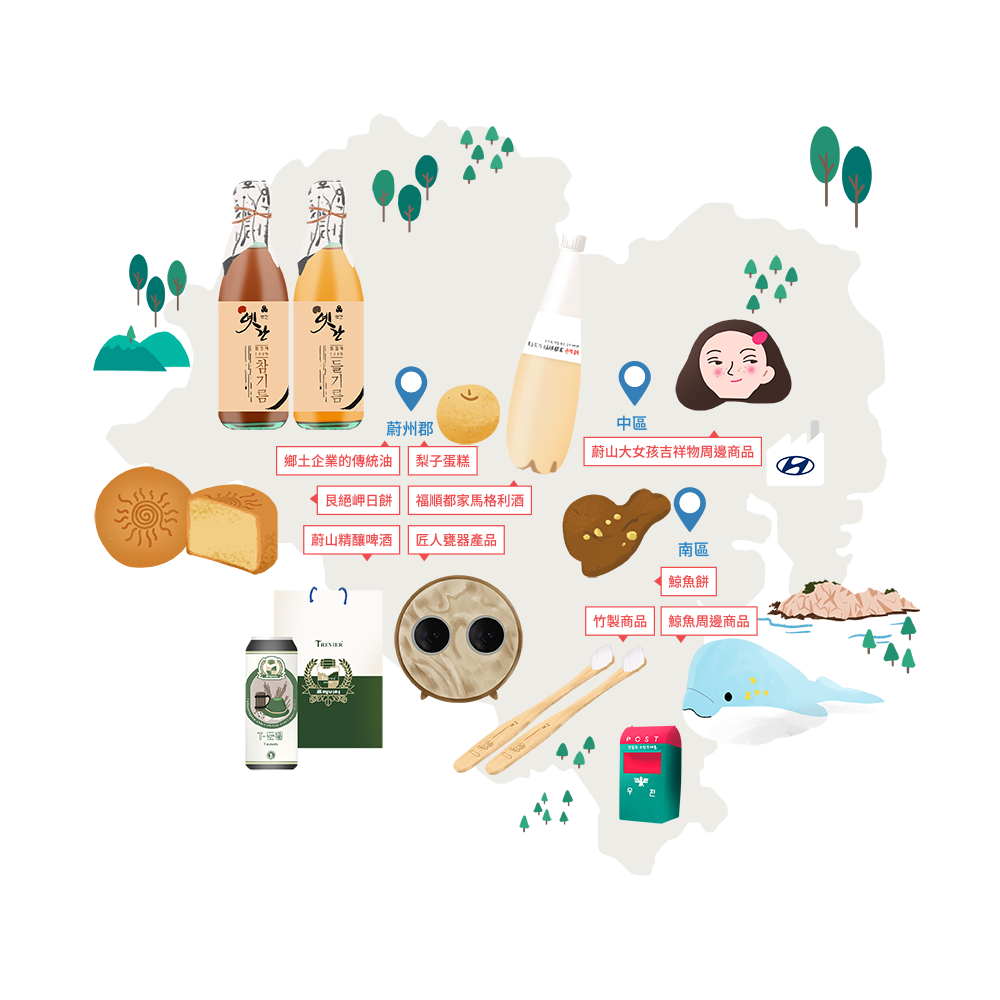 옛간
참기름
옛간
들기름
蔚州郡
鄉土企業的傳統油
梨子蛋糕
艮絕岬日餅
福順都家馬格利酒
蔚山精釀啤酒
匠人甕器產品
中區
蔚山大女孩吉祥物周邊商品
南區
鯨魚餅
竹製商品
鯨魚周邊商品
TREVIER
POST
우 편